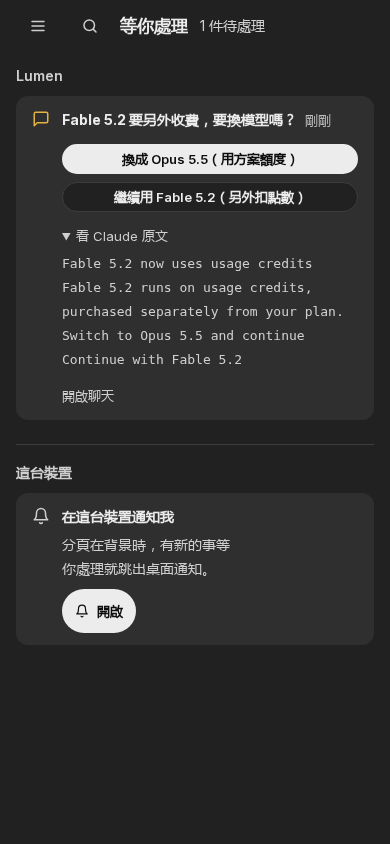 等你處理 1 件待處理
Lumen
Fable 5.2 要另外收費，要換模型嗎？ 剛剛
換成 Opus 5.5（用方案額度）
繼續用 Fable 5.2（另外扣點數）
▼ 看 Claude 原文
Fable 5.2 now uses usage credits
Fable 5.2 runs on usage credits,
purchased separately from your plan.
Switch to Opus 5.5 and continue
Continue with Fable 5.2
開啟聊天
這台裝置
在這台裝置通知我
分頁在背景時，有新的事等
你處理就跳出桌面通知。
開啟